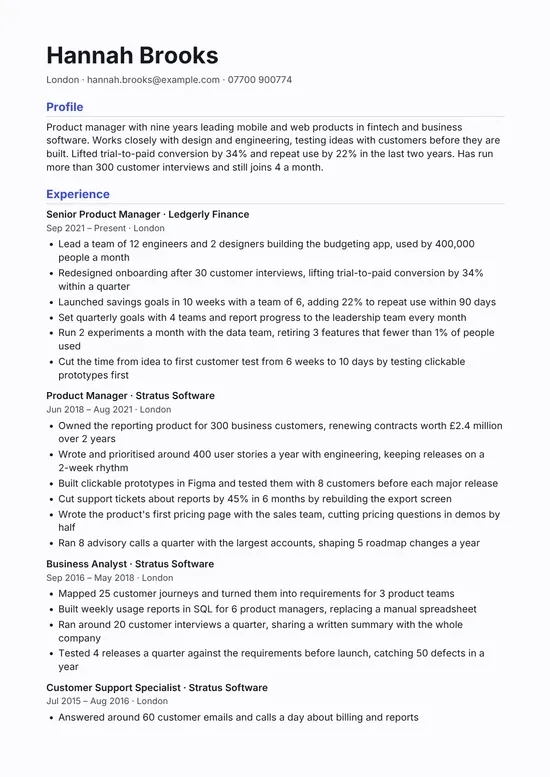 Hannah Brooks
London · hannah.brooks@example.com · 07700 900774
Profile
Product manager with nine years leading mobile and web products in fintech and business
software. Works closely with design and engineering, testing ideas with customers before they are
built. Lifted trial-to-paid conversion by 34% and repeat use by 22% in the last two years. Has run
more than 300 customer interviews and still joins 4 a month.
Experience
Senior Product Manager · Ledgerly Finance
Sep 2021 – Present · London
• Lead a team of 12 engineers and 2 designers building the budgeting app, used by 400,000
people a month
• Redesigned onboarding after 30 customer interviews, lifting trial-to-paid conversion by 34%
within a quarter
• Launched savings goals in 10 weeks with a team of 6, adding 22% to repeat use within 90 days
• Set quarterly goals with 4 teams and report progress to the leadership team every month
• Run 2 experiments a month with the data team, retiring 3 features that fewer than 1% of people
used
• Cut the time from idea to first customer test from 6 weeks to 10 days by testing clickable
prototypes first
Product Manager · Stratus Software
Jun 2018 – Aug 2021 · London
• Owned the reporting product for 300 business customers, renewing contracts worth £2.4 million
over 2 years
• Wrote and prioritised around 400 user stories a year with engineering, keeping releases on a
2-week rhythm
• Built clickable prototypes in Figma and tested them with 8 customers before each major release
• Cut support tickets about reports by 45% in 6 months by rebuilding the export screen
• Wrote the product's first pricing page with the sales team, cutting pricing questions in demos by
half
• Ran 8 advisory calls a quarter with the largest accounts, shaping 5 roadmap changes a year
Business Analyst · Stratus Software
Sep 2016 – May 2018 · London
• Mapped 25 customer journeys and turned them into requirements for 3 product teams
• Built weekly usage reports in SQL for 6 product managers, replacing a manual spreadsheet
• Ran around 20 customer interviews a quarter, sharing a written summary with the whole
company
• Tested 4 releases a quarter against the requirements before launch, catching 50 defects in a
year
Customer Support Specialist · Stratus Software
Jul 2015 – Aug 2016 · London
• Answered around 60 customer emails and calls a day about billing and reports